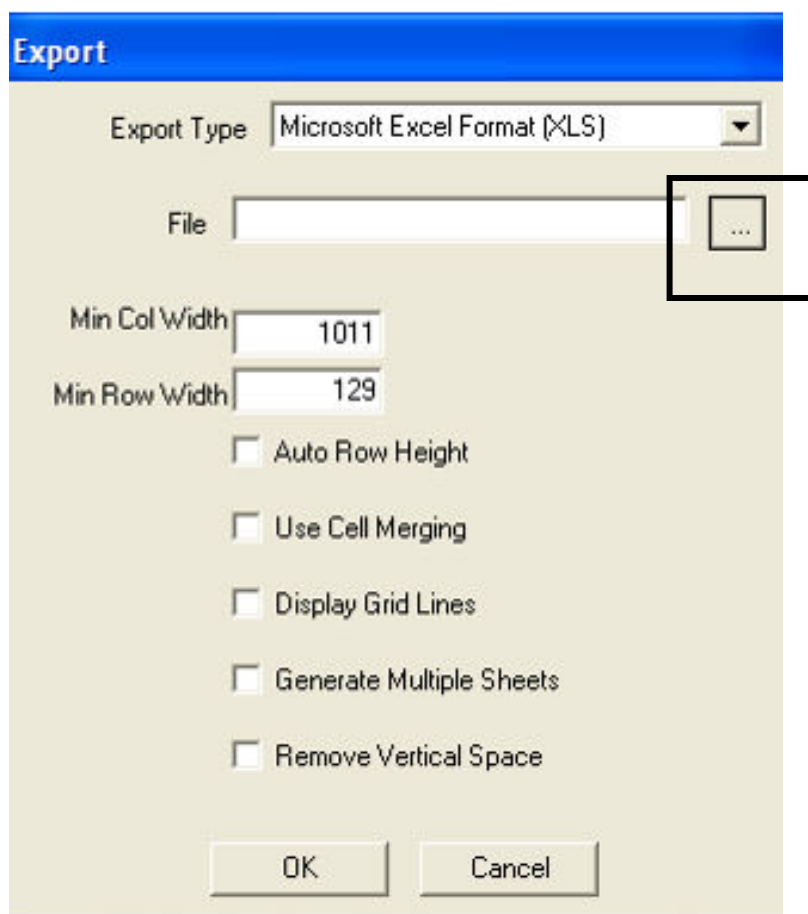 Export
Export Type Microsoft Excel Format (XLS)
File ...
Min Col Width 1011
Min Row Width 129
Auto Row Height
Use Cell Merging
Display Grid Lines
Generate Multiple Sheets
Remove Vertical Space
OK Cancel